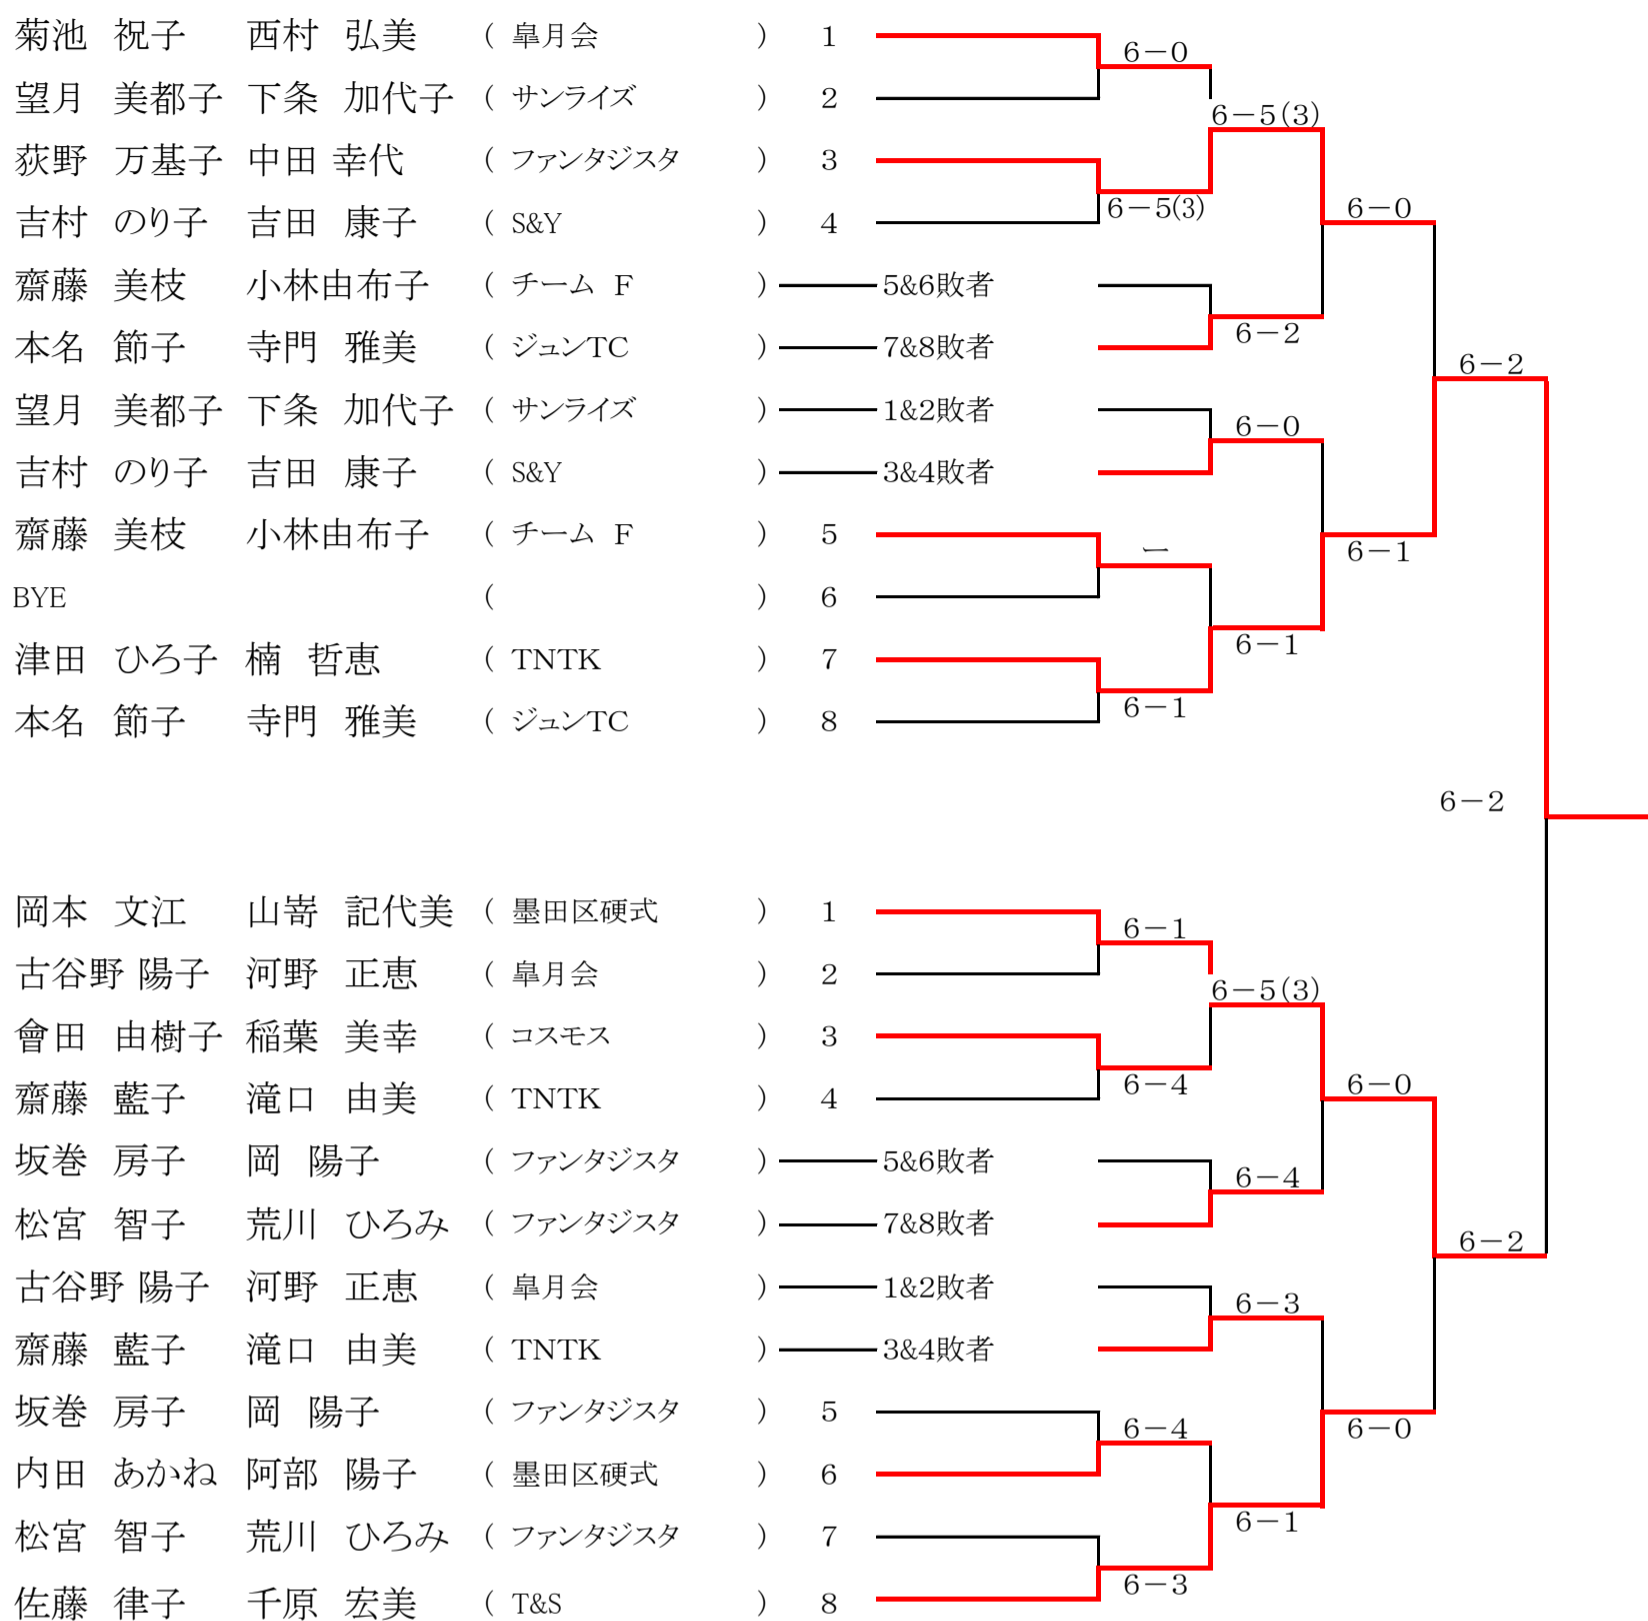 菊池 祝子 西村 弘美 ( 皐月会 ) 1
6－0
望月 美都子 下条 加代子 ( サンライズ ) 2
6－5(3)
荻野 万基子 中田 幸代 ( ファンタジスタ ) 3
6－5(3) 6－0
吉村 のり子 吉田 康子 ( S&Y ) 4
齋藤 美枝 小林由布子 ( チーム F ) 5&6敗者
6－2
本名 節子 寺門 雅美 ( ジュンTC ) 7&8敗者
6－2
望月 美都子 下条 加代子 ( サンライズ ) 1&2敗者
6－0
吉村 のり子 吉田 康子 ( S&Y ) 3&4敗者
齋藤 美枝 小林由布子 ( チーム F ) 5
ー 6－1
BYE ( ) 6
6－1
津田 ひろ子 楠 哲恵 ( TNTK ) 7
6－1
本名 節子 寺門 雅美 ( ジュンTC ) 8
6－2
岡本 文江 山嵜 記代美 ( 墨田区硬式 ) 1
6－1
古谷野 陽子 河野 正恵 ( 皐月会 ) 2
6－5(3)
會田 由樹子 稲葉 美幸 ( コスモス ) 3
6－4 6－0
齋藤 藍子 滝口 由美 ( TNTK ) 4
坂巻 房子 岡 陽子 ( ファンタジスタ ) 5&6敗者
6－4
松宮 智子 荒川 ひろみ ( ファンタジスタ ) 7&8敗者
6－2
古谷野 陽子 河野 正恵 ( 皐月会 ) 1&2敗者
6－3
齋藤 藍子 滝口 由美 ( TNTK ) 3&4敗者
坂巻 房子 岡 陽子 ( ファンタジスタ ) 5
6－4 6－0
内田 あかね 阿部 陽子 ( 墨田区硬式 ) 6
6－1
松宮 智子 荒川 ひろみ ( ファンタジスタ ) 7
6－3
佐藤 律子 千原 宏美 ( T&S ) 8